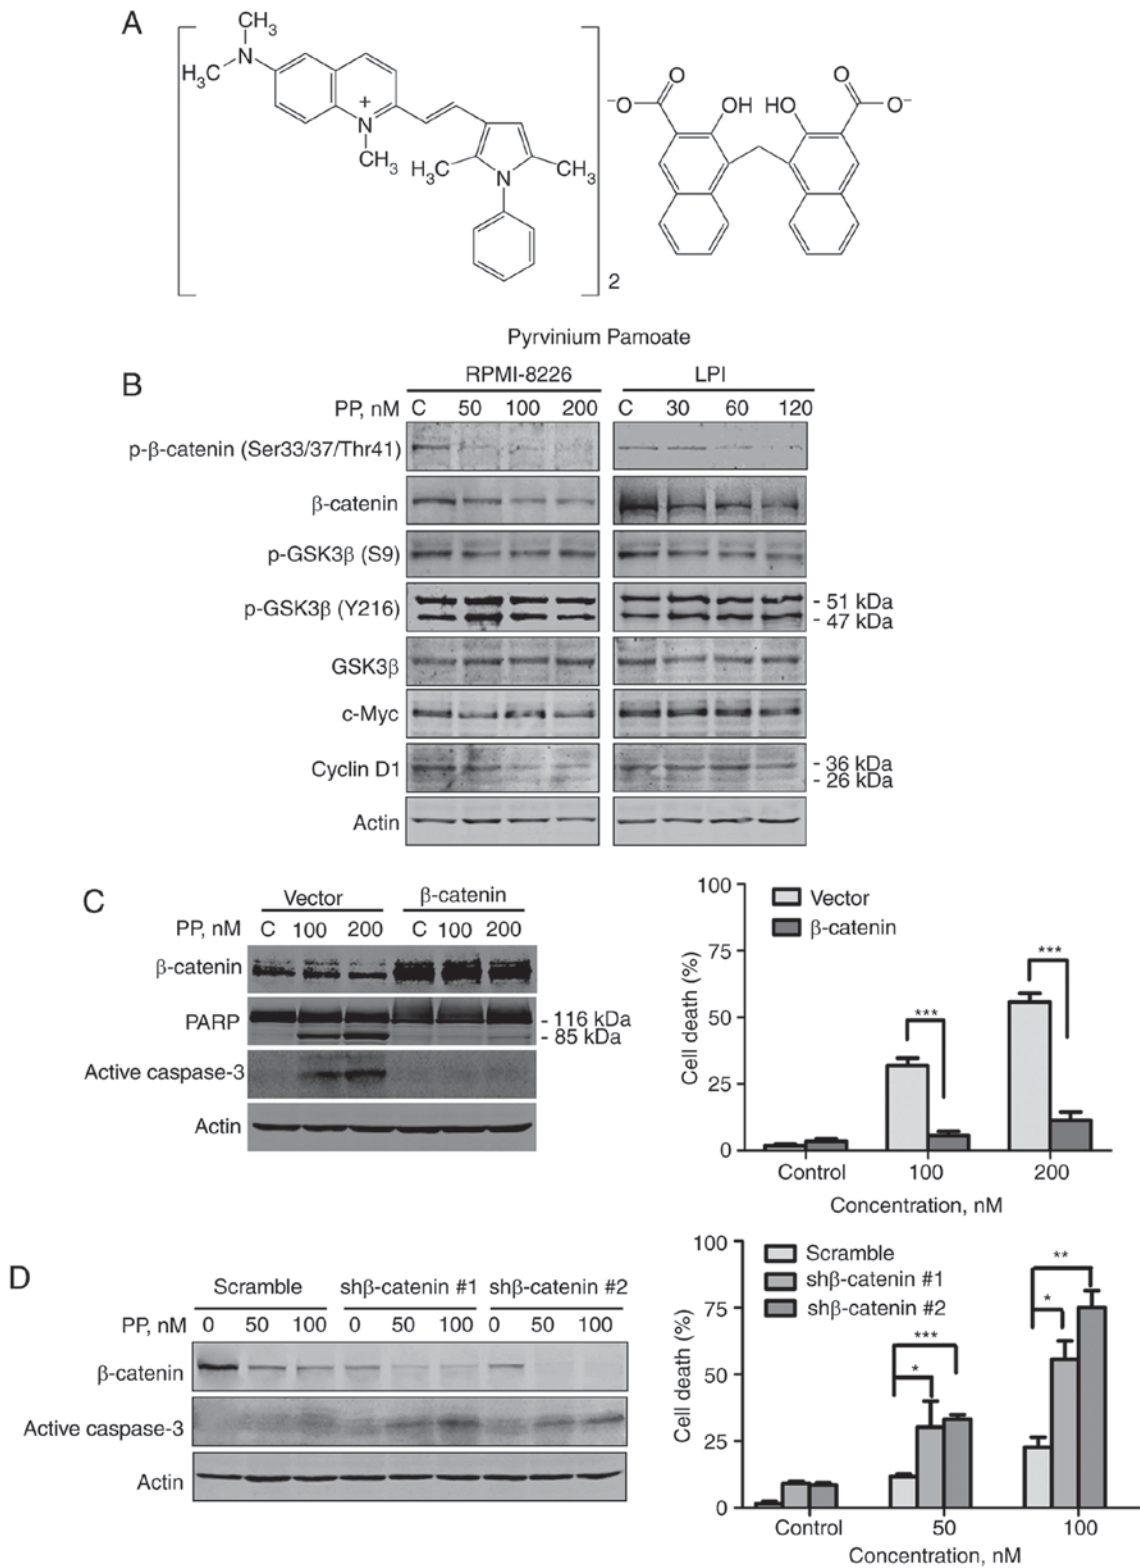 A
CH3
N
H3C
+
N
CH3
H3C
N
CH3
2
O
−O
OH
HO
O
O−
Pyrvinium Pamoate
B
RPMI-8226 LPI
PP, nM C 50 100 200 C 30 60 120
p-β-catenin (Ser33/37/Thr41)
β-catenin
p-GSK3β (S9)
p-GSK3β (Y216) - 51 kDa
- 47 kDa
GSK3β
c-Myc
Cyclin D1 - 36 kDa
- 26 kDa
Actin
C
Vector β-catenin
PP, nM C 100 200 C 100 200
β-catenin
PARP - 116 kDa
- 85 kDa
Active caspase-3
Actin
Cell death (%)
100
75
50
25
0
Vector
β-catenin
***
***
Control 100 200
Concentration, nM
D
Scramble shβ-catenin #1 shβ-catenin #2
PP, nM 0 50 100 0 50 100 0 50 100
β-catenin
Active caspase-3
Actin
Cell death (%)
100
75
50
25
0
Scramble
shβ-catenin #1
shβ-catenin #2
***
*
**
*
Control 50 100
Concentration, nM